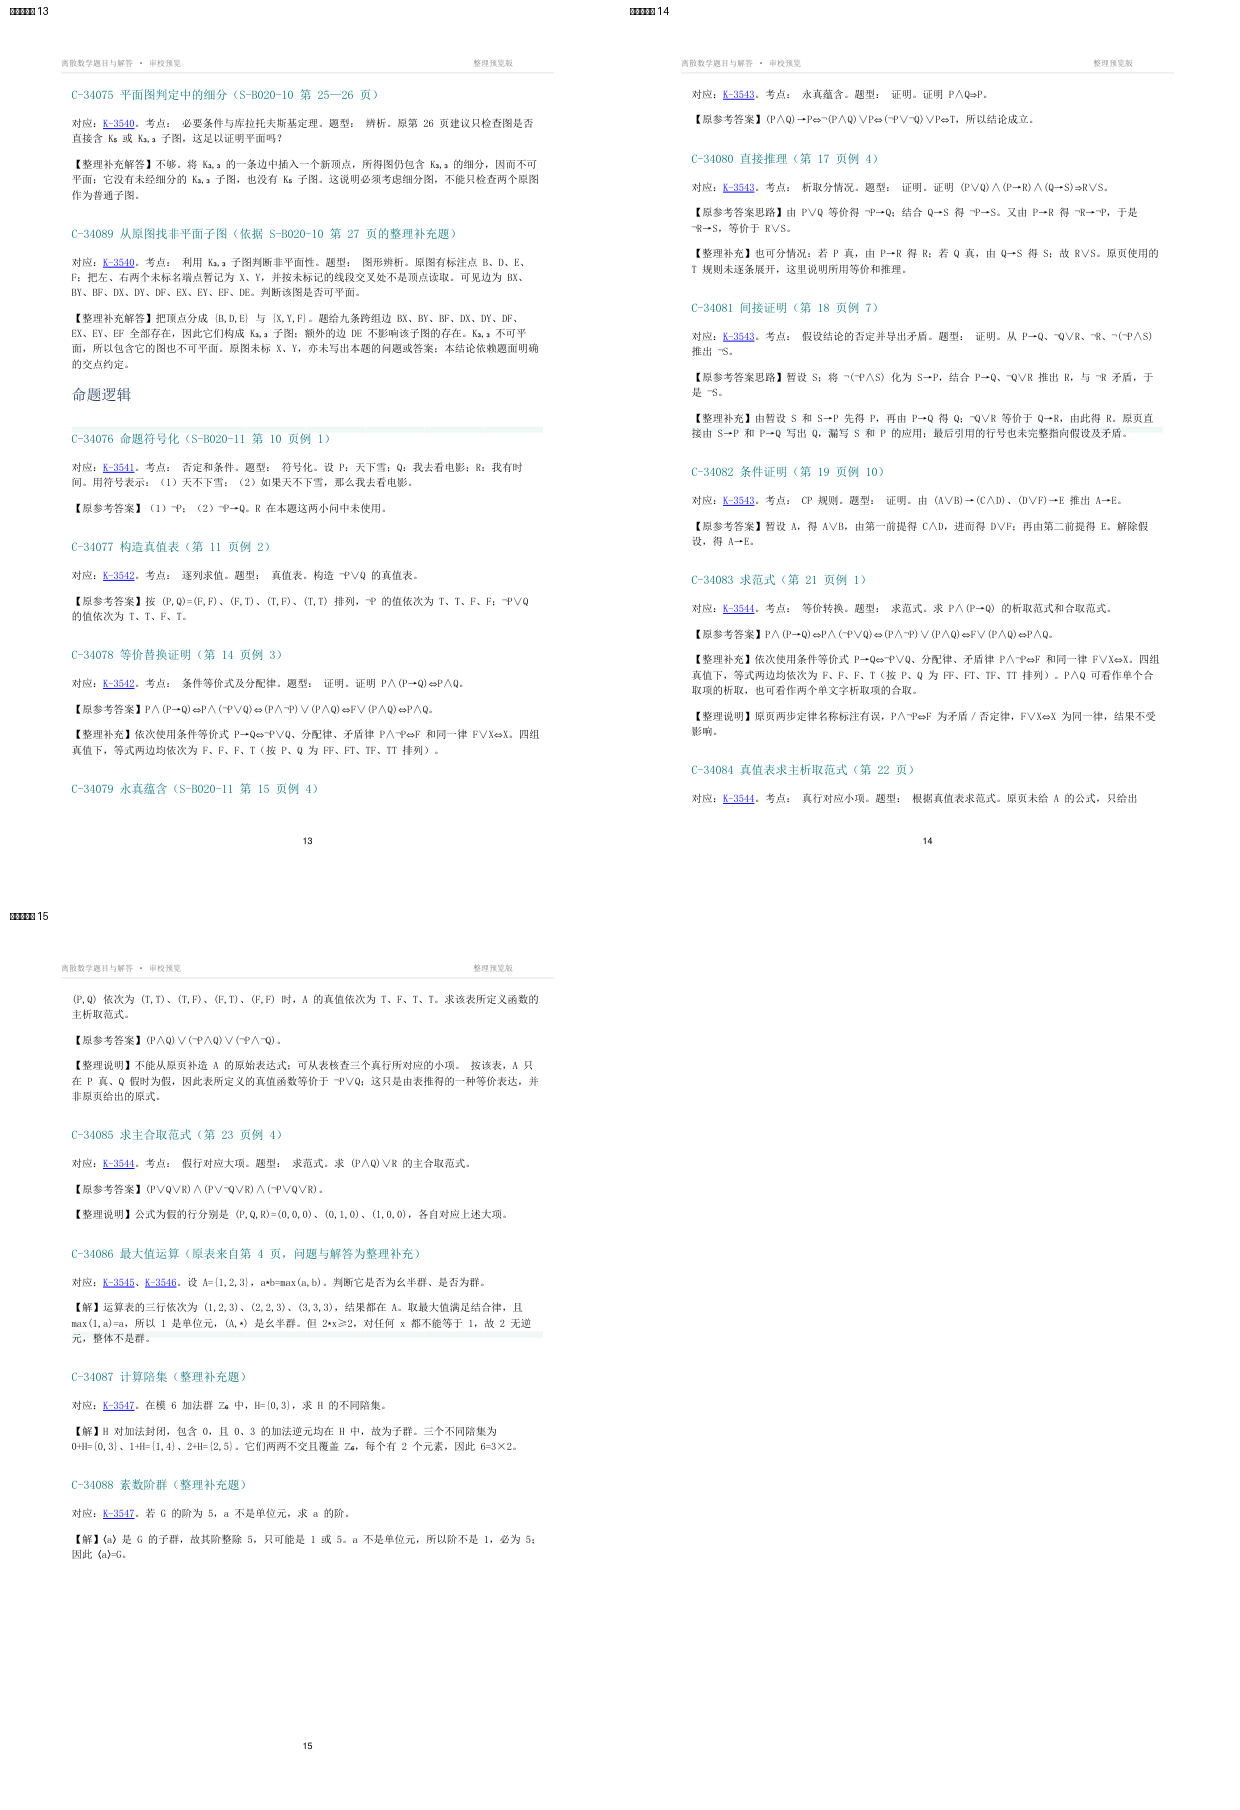 13
离散数学题目与解答 · 审校预览 整理预览版
C-34075 平面图判定中的细分（S-B020-10 第 25—26 页）
对应：K-3540。考点： 必要条件与库拉托夫斯基定理。题型： 辨析。原第 26 页建议只检查图是否
直接含 K₅ 或 K₃,₃ 子图，这足以证明平面吗？
【整理补充解答】不够。将 K₃,₃ 的一条边中插入一个新顶点，所得图仍包含 K₃,₃ 的细分，因而不可
平面；它没有未经细分的 K₃,₃ 子图，也没有 K₅ 子图。这说明必须考虑细分图，不能只检查两个原图
作为普通子图。
C-34089 从原图找非平面子图（依据 S-B020-10 第 27 页的整理补充题）
对应：K-3540。考点： 利用 K₃,₃ 子图判断非平面性。题型： 图形辨析。原图有标注点 B、D、E、
F；把左、右两个未标名端点暂记为 X、Y，并按未标记的线段交叉处不是顶点读取。可见边为 BX、
BY、BF、DX、DY、DF、EX、EY、EF、DE。判断该图是否可平面。
【整理补充解答】把顶点分成 {B,D,E} 与 {X,Y,F}。题给九条跨组边 BX、BY、BF、DX、DY、DF、
EX、EY、EF 全部存在，因此它们构成 K₃,₃ 子图；额外的边 DE 不影响该子图的存在。K₃,₃ 不可平
面，所以包含它的图也不可平面。原图未标 X、Y，亦未写出本题的问题或答案；本结论依赖题面明确
的交点约定。
命题逻辑
C-34076 命题符号化（S-B020-11 第 10 页例 1）
对应：K-3541。考点： 否定和条件。题型： 符号化。设 P：天下雪；Q：我去看电影；R：我有时
间。用符号表示：（1）天不下雪；（2）如果天不下雪，那么我去看电影。
【原参考答案】（1）¬P；（2）¬P→Q。R 在本题这两小问中未使用。
C-34077 构造真值表（第 11 页例 2）
对应：K-3542。考点： 逐列求值。题型： 真值表。构造 ¬P∨Q 的真值表。
【原参考答案】按 (P,Q)=(F,F)、(F,T)、(T,F)、(T,T) 排列，¬P 的值依次为 T、T、F、F；¬P∨Q
的值依次为 T、T、F、T。
C-34078 等价替换证明（第 14 页例 3）
对应：K-3542。考点： 条件等价式及分配律。题型： 证明。证明 P∧(P→Q)⇔P∧Q。
【原参考答案】P∧(P→Q)⇔P∧(¬P∨Q)⇔(P∧¬P)∨(P∧Q)⇔F∨(P∧Q)⇔P∧Q。
【整理补充】依次使用条件等价式 P→Q⇔¬P∨Q、分配律、矛盾律 P∧¬P⇔F 和同一律 F∨X⇔X。四组
真值下，等式两边均依次为 F、F、F、T（按 P、Q 为 FF、FT、TF、TT 排列）。
C-34079 永真蕴含（S-B020-11 第 15 页例 4）
13
14
离散数学题目与解答 · 审校预览 整理预览版
对应：K-3543。考点： 永真蕴含。题型： 证明。证明 P∧Q⇒P。
【原参考答案】(P∧Q)→P⇔¬(P∧Q)∨P⇔(¬P∨¬Q)∨P⇔T，所以结论成立。
C-34080 直接推理（第 17 页例 4）
对应：K-3543。考点： 析取分情况。题型： 证明。证明 (P∨Q)∧(P→R)∧(Q→S)⇒R∨S。
【原参考答案思路】由 P∨Q 等价得 ¬P→Q；结合 Q→S 得 ¬P→S。又由 P→R 得 ¬R→¬P，于是
¬R→S，等价于 R∨S。
【整理补充】也可分情况：若 P 真，由 P→R 得 R；若 Q 真，由 Q→S 得 S；故 R∨S。原页使用的
T 规则未逐条展开，这里说明所用等价和推理。
C-34081 间接证明（第 18 页例 7）
对应：K-3543。考点： 假设结论的否定并导出矛盾。题型： 证明。从 P→Q、¬Q∨R、¬R、¬(¬P∧S)
推出 ¬S。
【原参考答案思路】暂设 S；将 ¬(¬P∧S) 化为 S→P，结合 P→Q、¬Q∨R 推出 R，与 ¬R 矛盾，于
是 ¬S。
【整理补充】由暂设 S 和 S→P 先得 P，再由 P→Q 得 Q；¬Q∨R 等价于 Q→R，由此得 R。原页直
接由 S→P 和 P→Q 写出 Q，漏写 S 和 P 的应用；最后引用的行号也未完整指向假设及矛盾。
C-34082 条件证明（第 19 页例 10）
对应：K-3543。考点： CP 规则。题型： 证明。由 (A∨B)→(C∧D)、(D∨F)→E 推出 A→E。
【原参考答案】暂设 A，得 A∨B，由第一前提得 C∧D，进而得 D∨F；再由第二前提得 E。解除假
设，得 A→E。
C-34083 求范式（第 21 页例 1）
对应：K-3544。考点： 等价转换。题型： 求范式。求 P∧(P→Q) 的析取范式和合取范式。
【原参考答案】P∧(P→Q)⇔P∧(¬P∨Q)⇔(P∧¬P)∨(P∧Q)⇔F∨(P∧Q)⇔P∧Q。
【整理补充】依次使用条件等价式 P→Q⇔¬P∨Q、分配律、矛盾律 P∧¬P⇔F 和同一律 F∨X⇔X。四组
真值下，等式两边均依次为 F、F、F、T（按 P、Q 为 FF、FT、TF、TT 排列）。P∧Q 可看作单个合
取项的析取，也可看作两个单文字析取项的合取。
【整理说明】原页两步定律名称标注有误，P∧¬P⇔F 为矛盾／否定律，F∨X⇔X 为同一律，结果不受
影响。
C-34084 真值表求主析取范式（第 22 页）
对应：K-3544。考点： 真行对应小项。题型： 根据真值表求范式。原页未给 A 的公式，只给出
14
15
离散数学题目与解答 · 审校预览 整理预览版
(P,Q) 依次为 (T,T)、(T,F)、(F,T)、(F,F) 时，A 的真值依次为 T、F、T、T。求该表所定义函数的
主析取范式。
【原参考答案】(P∧Q)∨(¬P∧Q)∨(¬P∧¬Q)。
【整理说明】不能从原页补造 A 的原始表达式；可从表核查三个真行所对应的小项。 按该表，A 只
在 P 真、Q 假时为假，因此表所定义的真值函数等价于 ¬P∨Q；这只是由表推得的一种等价表达，并
非原页给出的原式。
C-34085 求主合取范式（第 23 页例 4）
对应：K-3544。考点： 假行对应大项。题型： 求范式。求 (P∧Q)∨R 的主合取范式。
【原参考答案】(P∨Q∨R)∧(P∨¬Q∨R)∧(¬P∨Q∨R)。
【整理说明】公式为假的行分别是 (P,Q,R)=(0,0,0)、(0,1,0)、(1,0,0)，各自对应上述大项。
C-34086 最大值运算（原表来自第 4 页，问题与解答为整理补充）
对应：K-3545、K-3546。设 A={1,2,3}，a⋆b=max(a,b)。判断它是否为幺半群、是否为群。
【解】运算表的三行依次为 (1,2,3)、(2,2,3)、(3,3,3)，结果都在 A。取最大值满足结合律，且
max(1,a)=a，所以 1 是单位元，(A,⋆) 是幺半群。但 2⋆x≥2，对任何 x 都不能等于 1，故 2 无逆
元，整体不是群。
C-34087 计算陪集（整理补充题）
对应：K-3547。在模 6 加法群 ℤ₆ 中，H={0,3}，求 H 的不同陪集。
【解】H 对加法封闭，包含 0，且 0、3 的加法逆元均在 H 中，故为子群。三个不同陪集为
0+H={0,3}、1+H={1,4}、2+H={2,5}。它们两两不交且覆盖 ℤ₆，每个有 2 个元素，因此 6=3×2。
C-34088 素数阶群（整理补充题）
对应：K-3547。若 G 的阶为 5，a 不是单位元，求 a 的阶。
【解】⟨a⟩ 是 G 的子群，故其阶整除 5，只可能是 1 或 5。a 不是单位元，所以阶不是 1，必为 5；
因此 ⟨a⟩=G。
15